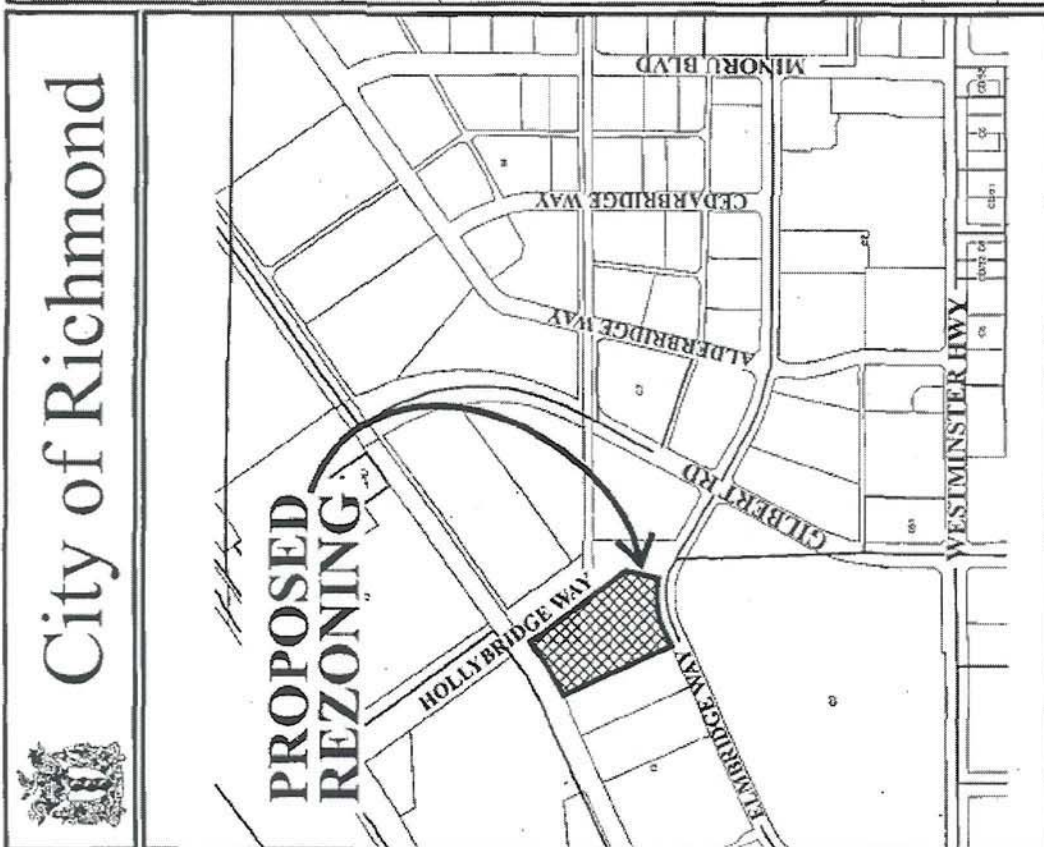 City of Richmond
PROPOSED
REZONING
HOLLYBRIDGE WAY
ELMBRIDGE WAY
GILBERT RD
ALDERBRIDGE WAY
CEDARBRIDGE WAY
MINORU BLVD
WESTMINSTER HWY